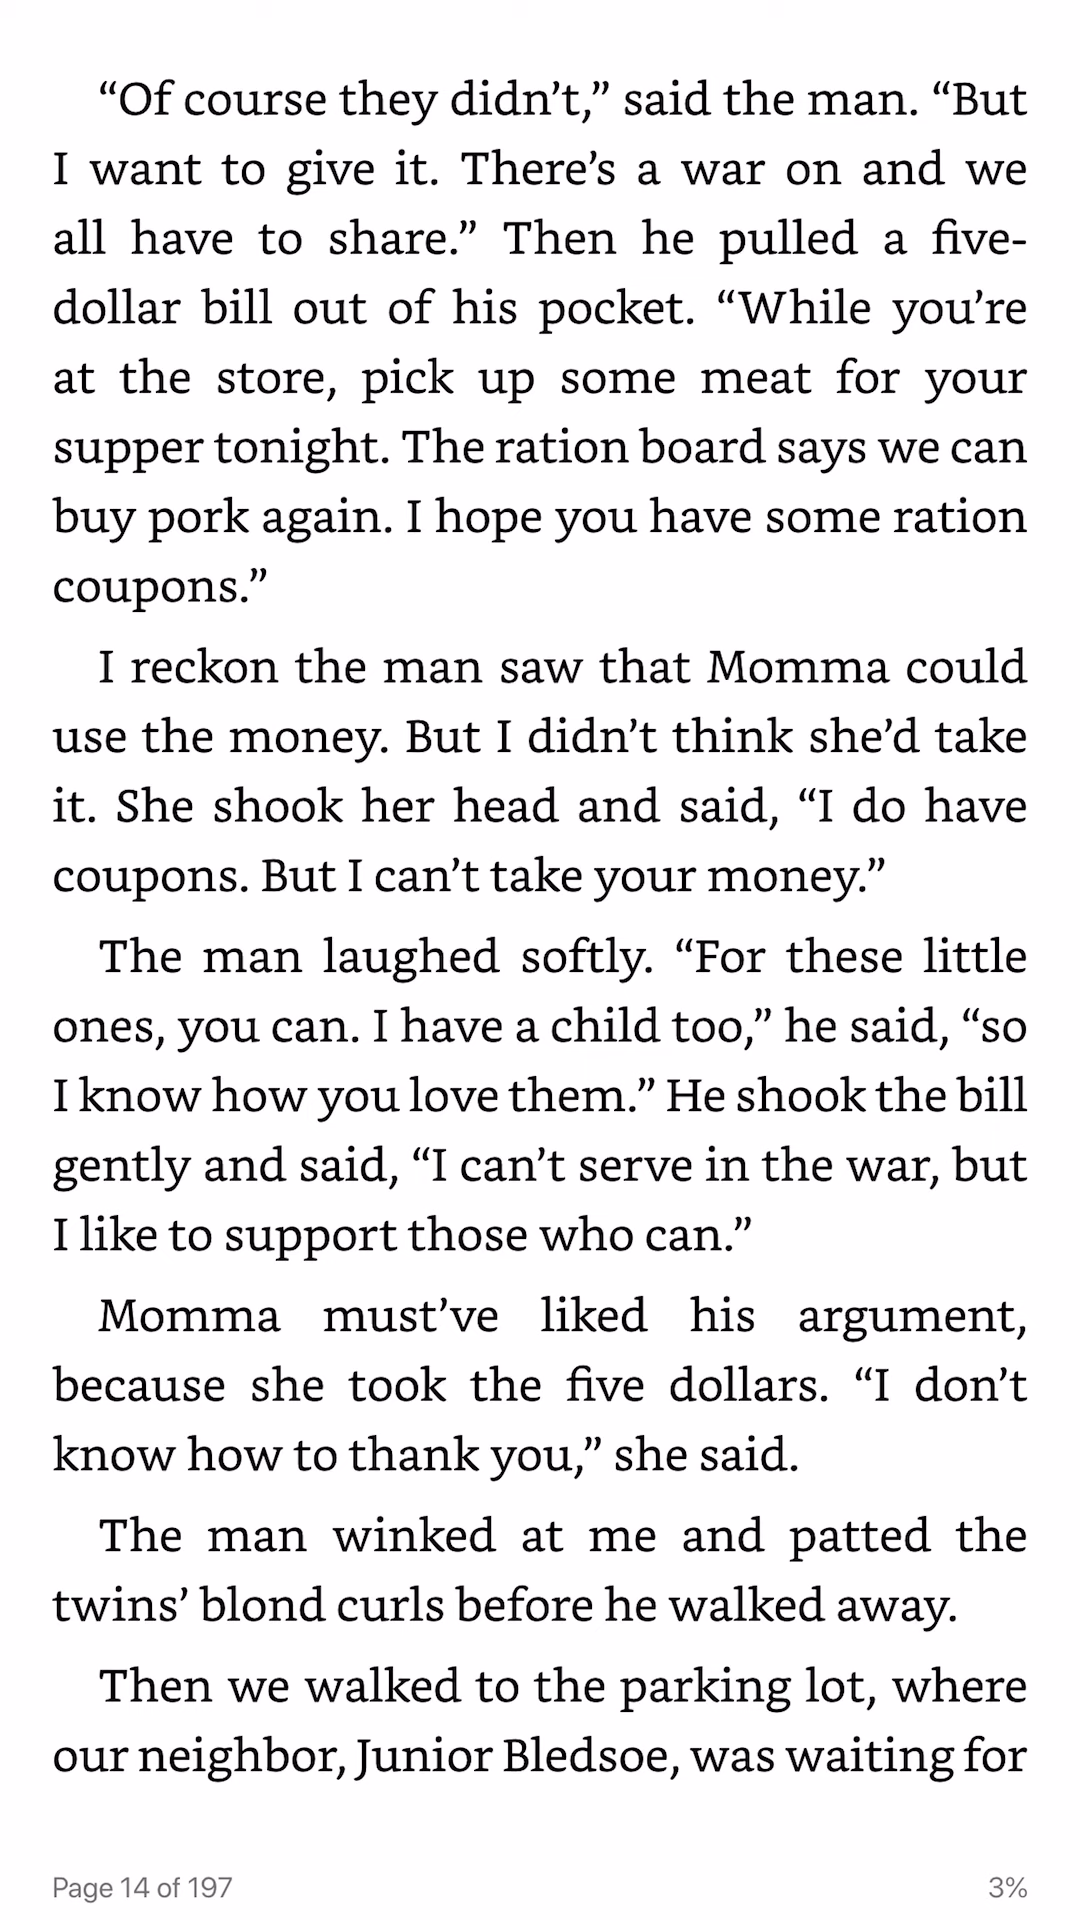 “Of course they didn’t,” said the man. “But
I want to give it. There’s a war on and we
all have to share.” Then he pulled a five-
dollar bill out of his pocket. “While you’re
at the store, pick up some meat for your
supper tonight. The ration board says we can
buy pork again. I hope you have some ration
coupons.”
I reckon the man saw that Momma could
use the money. But I didn’t think she’d take
it. She shook her head and said, “I do have
coupons. But I can’t take your money.”
The man laughed softly. “For these little
ones, you can. I have a child too,” he said, “so
I know how you love them.” He shook the bill
gently and said, “I can’t serve in the war, but
I like to support those who can.”
Momma must’ve liked his argument,
because she took the five dollars. “I don’t
know how to thank you,” she said.
The man winked at me and patted the
twins’ blond curls before he walked away.
Then we walked to the parking lot, where
our neighbor, Junior Bledsoe, was waiting for
Page 14 of 197
3%